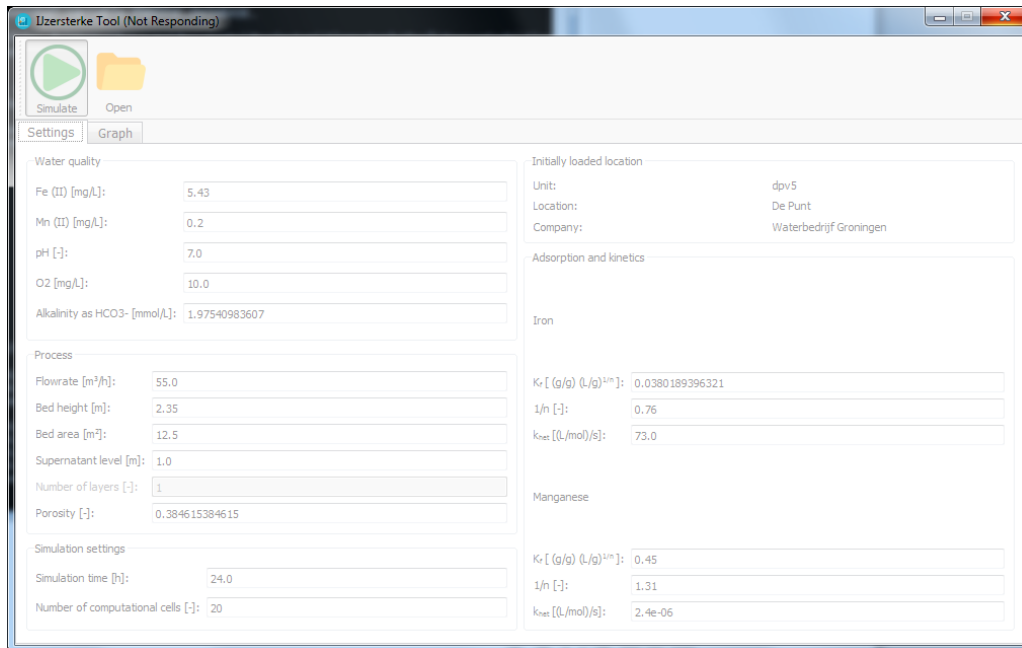 IJzersterke Tool (Not Responding)
Simulate
Open
Settings
Graph
Water quality
Fe (II) [mg/L]: 5.43
Mn (II) [mg/L]: 0.2
pH [-]: 7.0
O2 [mg/L]: 10.0
Alkalinity as HCO3- [mmol/L]: 1.97540983607
Process
Flowrate [m³/h]: 55.0
Bed height [m]: 2.35
Bed area [m²]: 12.5
Supernatant level [m]: 1.0
Number of layers [-]: 1
Porosity [-]: 0.384615384615
Simulation settings
Simulation time [h]: 24.0
Number of computational cells [-]: 20
Initially loaded location
Unit: dpv5
Location: De Punt
Company: Waterbedrijf Groningen
Adsorption and kinetics
Iron
K_F [ (g/g) (L/g)^1/n ]: 0.0380189396321
1/n [-]: 0.76
k_het [(L/mol)/s]: 73.0
Manganese
K_F [ (g/g) (L/g)^1/n ]: 0.45
1/n [-]: 1.31
k_het [(L/mol)/s]: 2.4e-06